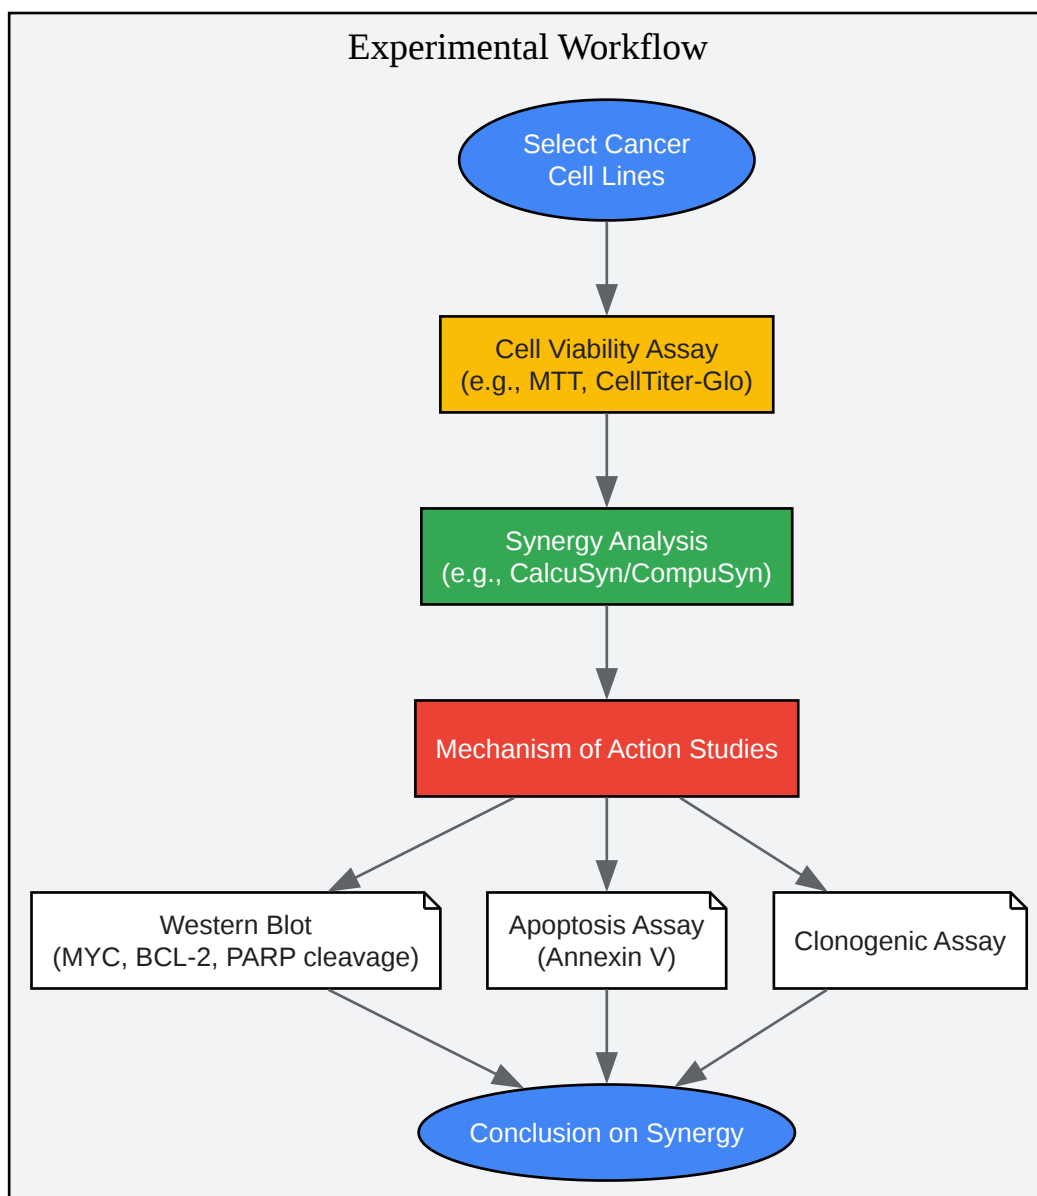 Experimental Workflow
Select Cancer
Cell Lines
Cell Viability Assay
(e.g., MTT, CellTiter-Glo)
Synergy Analysis
(e.g., CalcuSyn/CompuSyn)
Mechanism of Action Studies
Western Blot
(MYC, BCL-2, PARP cleavage)
Apoptosis Assay
(Annexin V)
Clonogenic Assay
Conclusion on Synergy